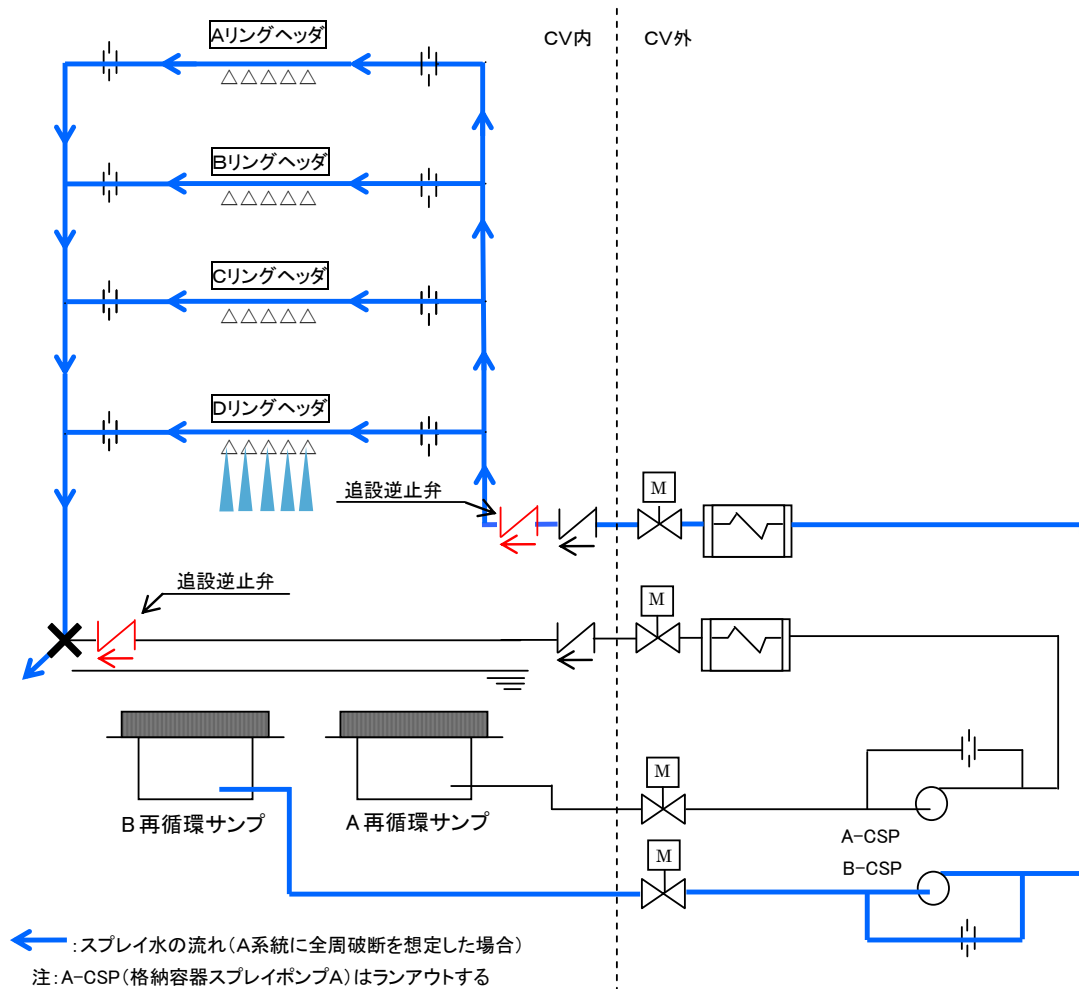 Aリングヘッダ
CV内
CV外
Bリングヘッダ
Cリングヘッダ
Dリングヘッダ
追設逆止弁
M
追設逆止弁
M
M
B再循環サンプ
A再循環サンプ
A-CSP
B-CSP
M
:スプレイ水の流れ(A系統に全周破断を想定した場合)
注:A-CSP(格納容器スプレイポンプA)はランアウトする